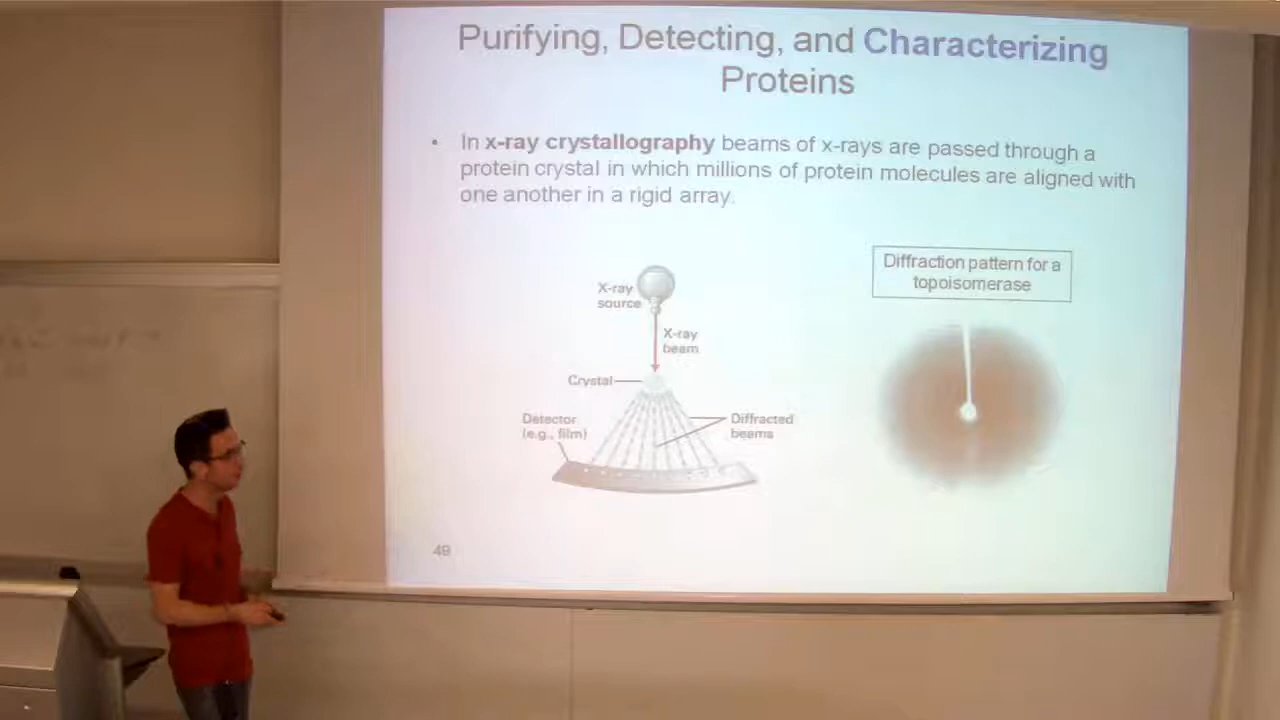 Purifying, Detecting, and Characterizing
Proteins
• In x-ray crystallography beams of x-rays are passed through a
protein crystal in which millions of protein molecules are aligned with
one another in a rigid array.
X-ray
source
X-ray
beam
Crystal
Detector
(e.g., film)
Diffracted
beams
Diffraction pattern for a
topoisomerase
49